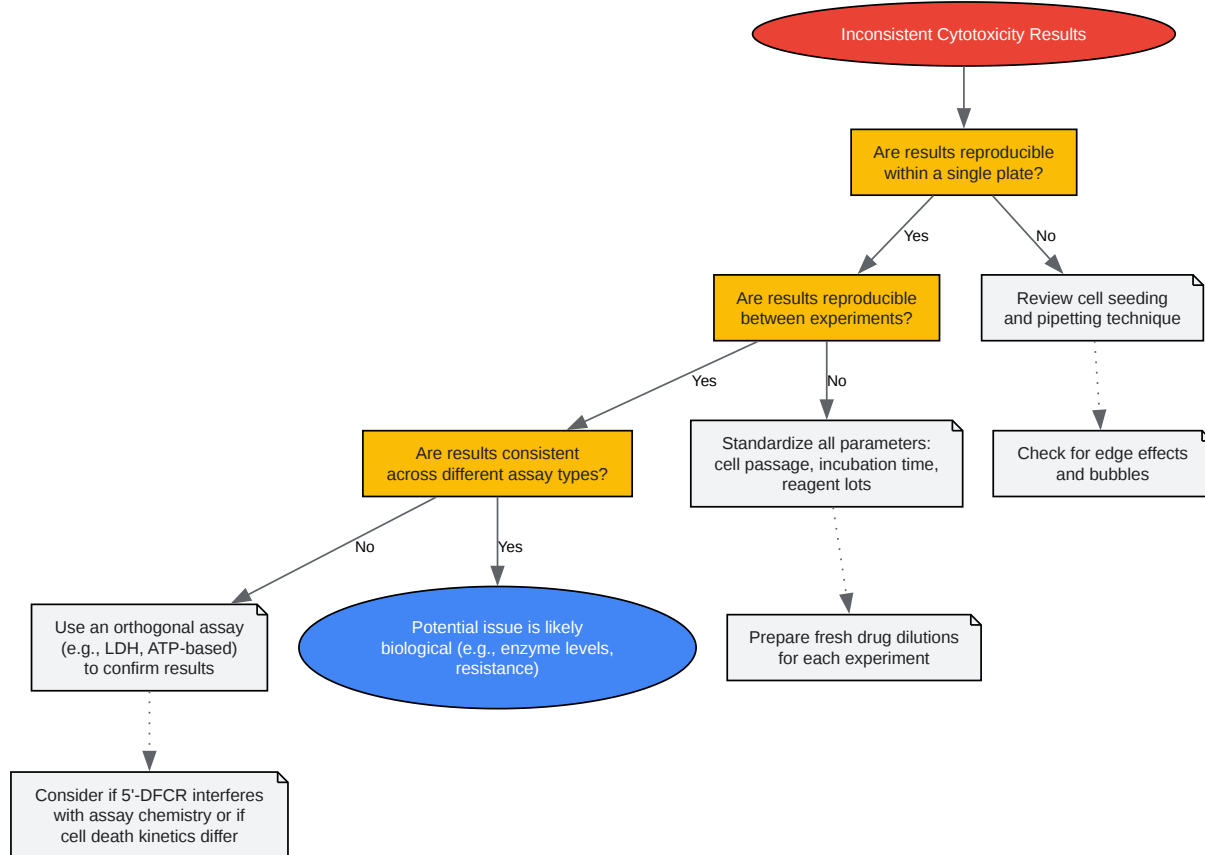 Inconsistent Cytotoxicity Results
Are results reproducible
within a single plate?
Yes
No
Are results reproducible
between experiments?
Review cell seeding
and pipetting technique
Yes
No
Are results consistent
across different assay types?
Standardize all parameters:
cell passage, incubation time,
reagent lots
Check for edge effects
and bubbles
No
Yes
Use an orthogonal assay
(e.g., LDH, ATP-based)
to confirm results
Potential issue is likely
biological (e.g., enzyme levels,
resistance)
Prepare fresh drug dilutions
for each experiment
Consider if 5'-DFCR interferes
with assay chemistry or if
cell death kinetics differ